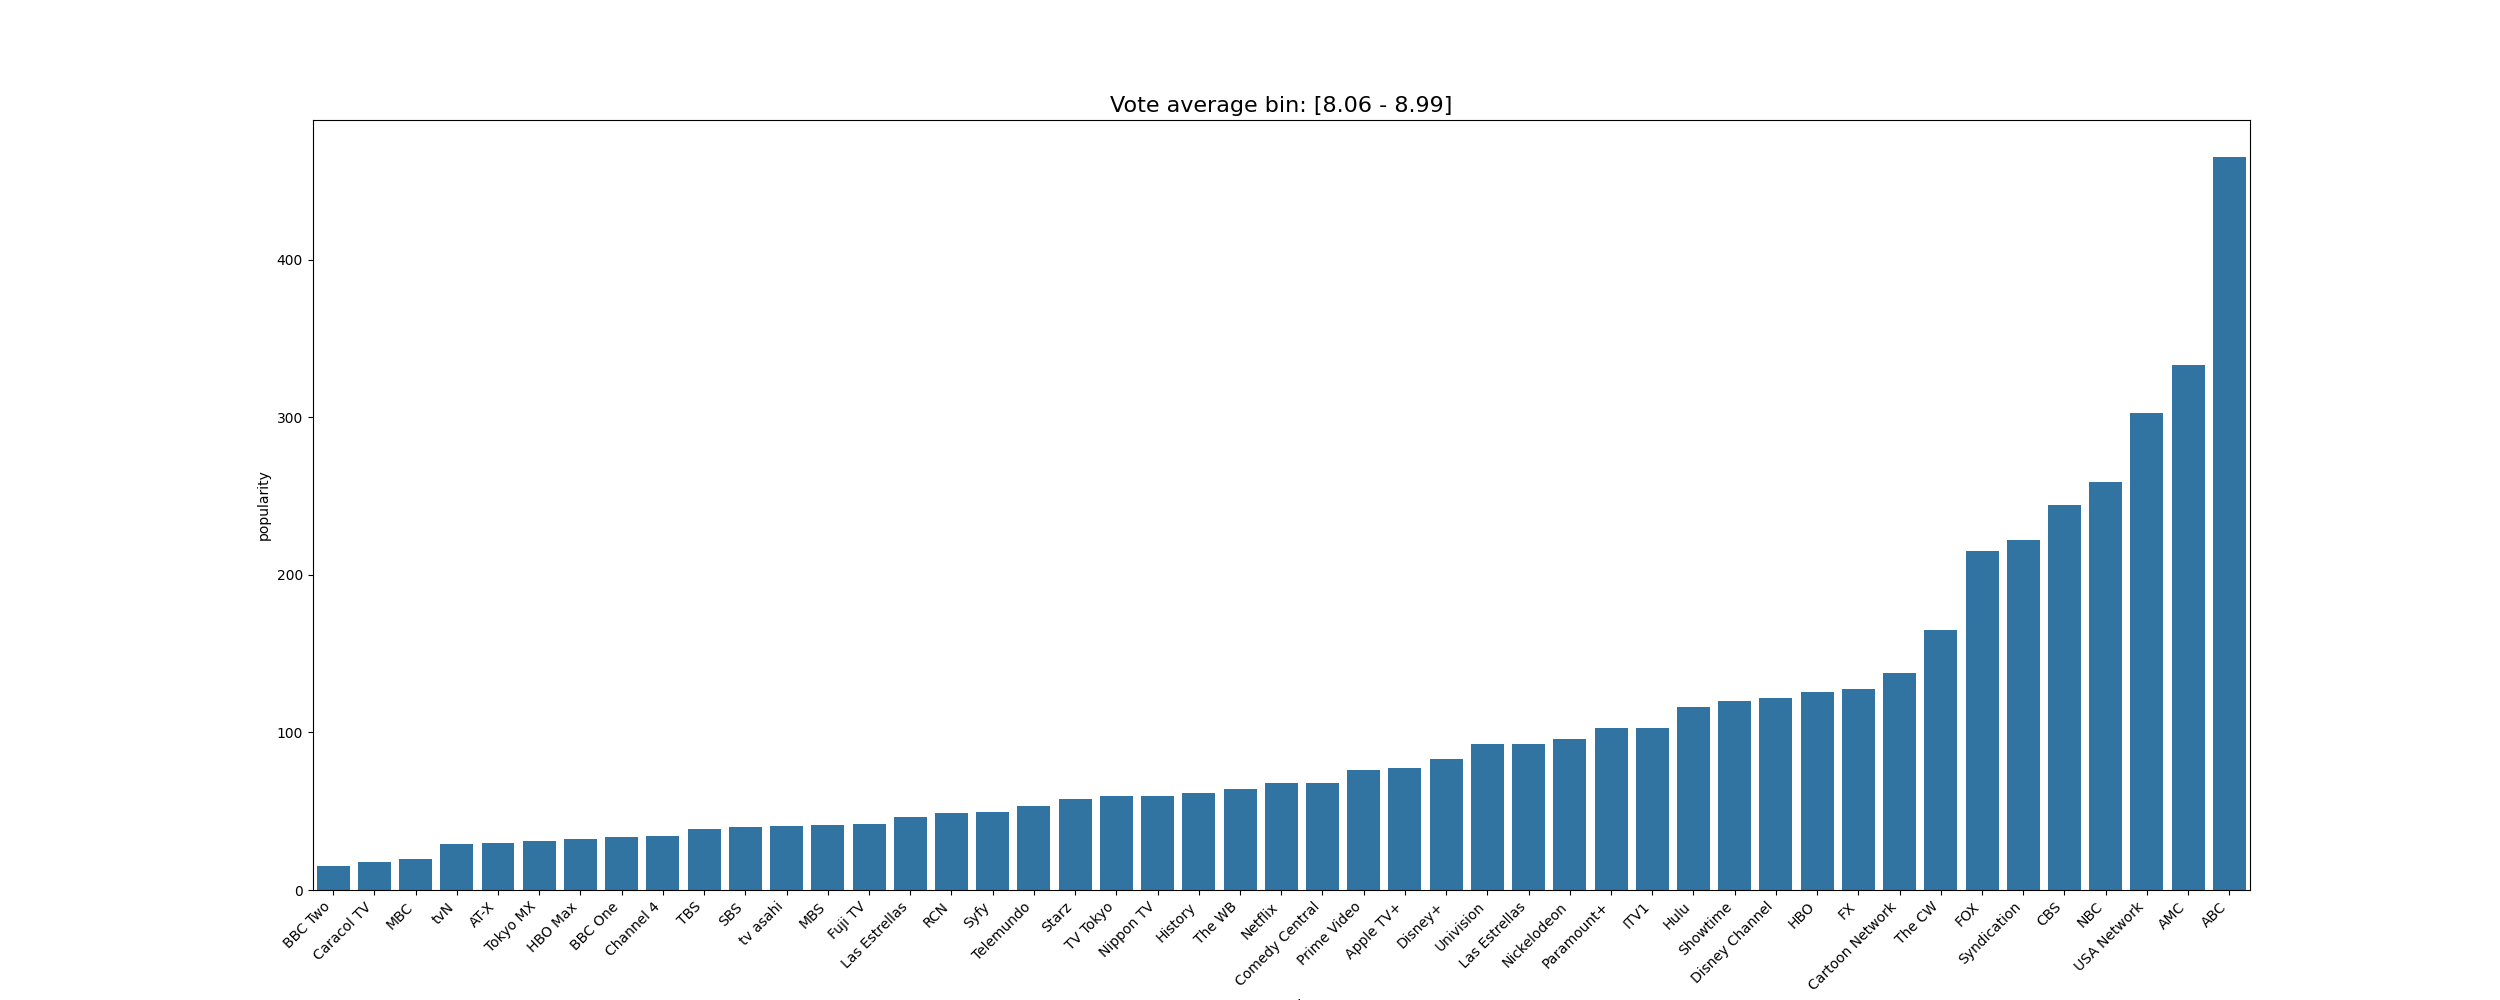 Vote average bin: [8.06 - 8.99]
400
300
200
100
0
popularity
BBC Two
Caracol TV
MBC
tvN
AT-X
Tokyo MX
HBO Max
BBC One
Channel 4
TBS
SBS
tv asahi
MBS
Fuji TV
Las Estrellas
RCN
Syfy
Telemundo
Starz
TV Tokyo
Nippon TV
History
The WB
Netflix
Comedy Central
Prime Video
Apple TV+
Disney+
Univision
Las Estrellas
Nickelodeon
Paramount+
ITV1
Hulu
Showtime
Disney Channel
HBO
FX
Cartoon Network
The CW
FOX
Syndication
CBS
NBC
USA Network
AMC
ABC